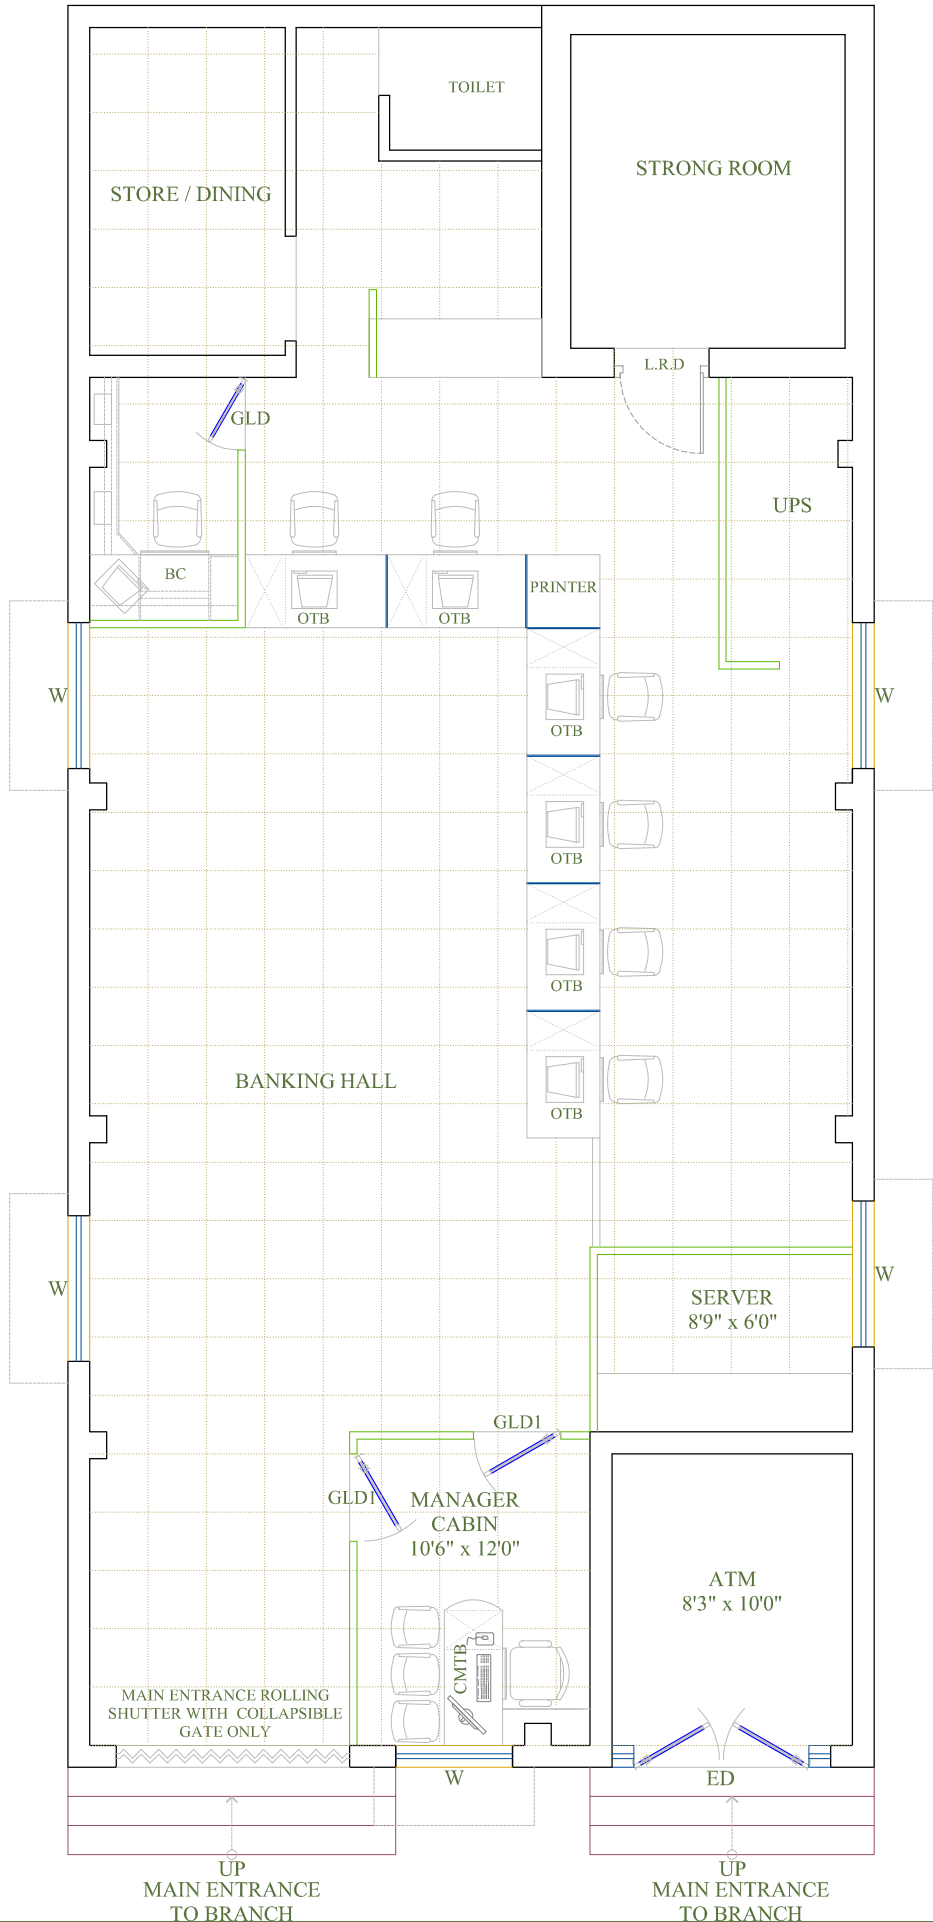 TOILET
STRONG ROOM
STORE / DINING
L.R.D
GLD
UPS
BC
PRINTER
OTB
OTB
W
W
OTB
OTB
OTB
BANKING HALL
OTB
W
W
SERVER
8'9" x 6'0"
GLD1
GLD1
MANAGER
CABIN
10'6" x 12'0"
ATM
8'3" x 10'0"
CMTB
MAIN ENTRANCE ROLLING
SHUTTER WITH COLLAPSIBLE
GATE ONLY
W
ED
UP
MAIN ENTRANCE
TO BRANCH
UP
MAIN ENTRANCE
TO BRANCH